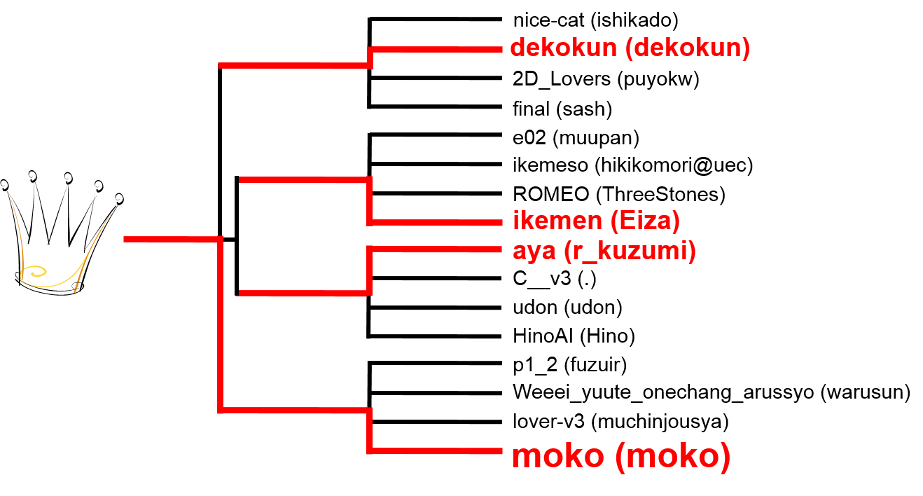 nice-cat (ishikado)
dekokun (dekokun)
2D_Lovers (puyokw)
final (sash)
e02 (muupan)
ikemeso (hikikomori@uec)
ROMEO (ThreeStones)
ikemen (Eiza)
aya (r_kuzumi)
C__v3 (.)
udon (udon)
HinoAI (Hino)
p1_2 (fuzuir)
Weeei_yuute_onechang_arussyo (warusun)
lover-v3 (muchinjousya)
moko (moko)